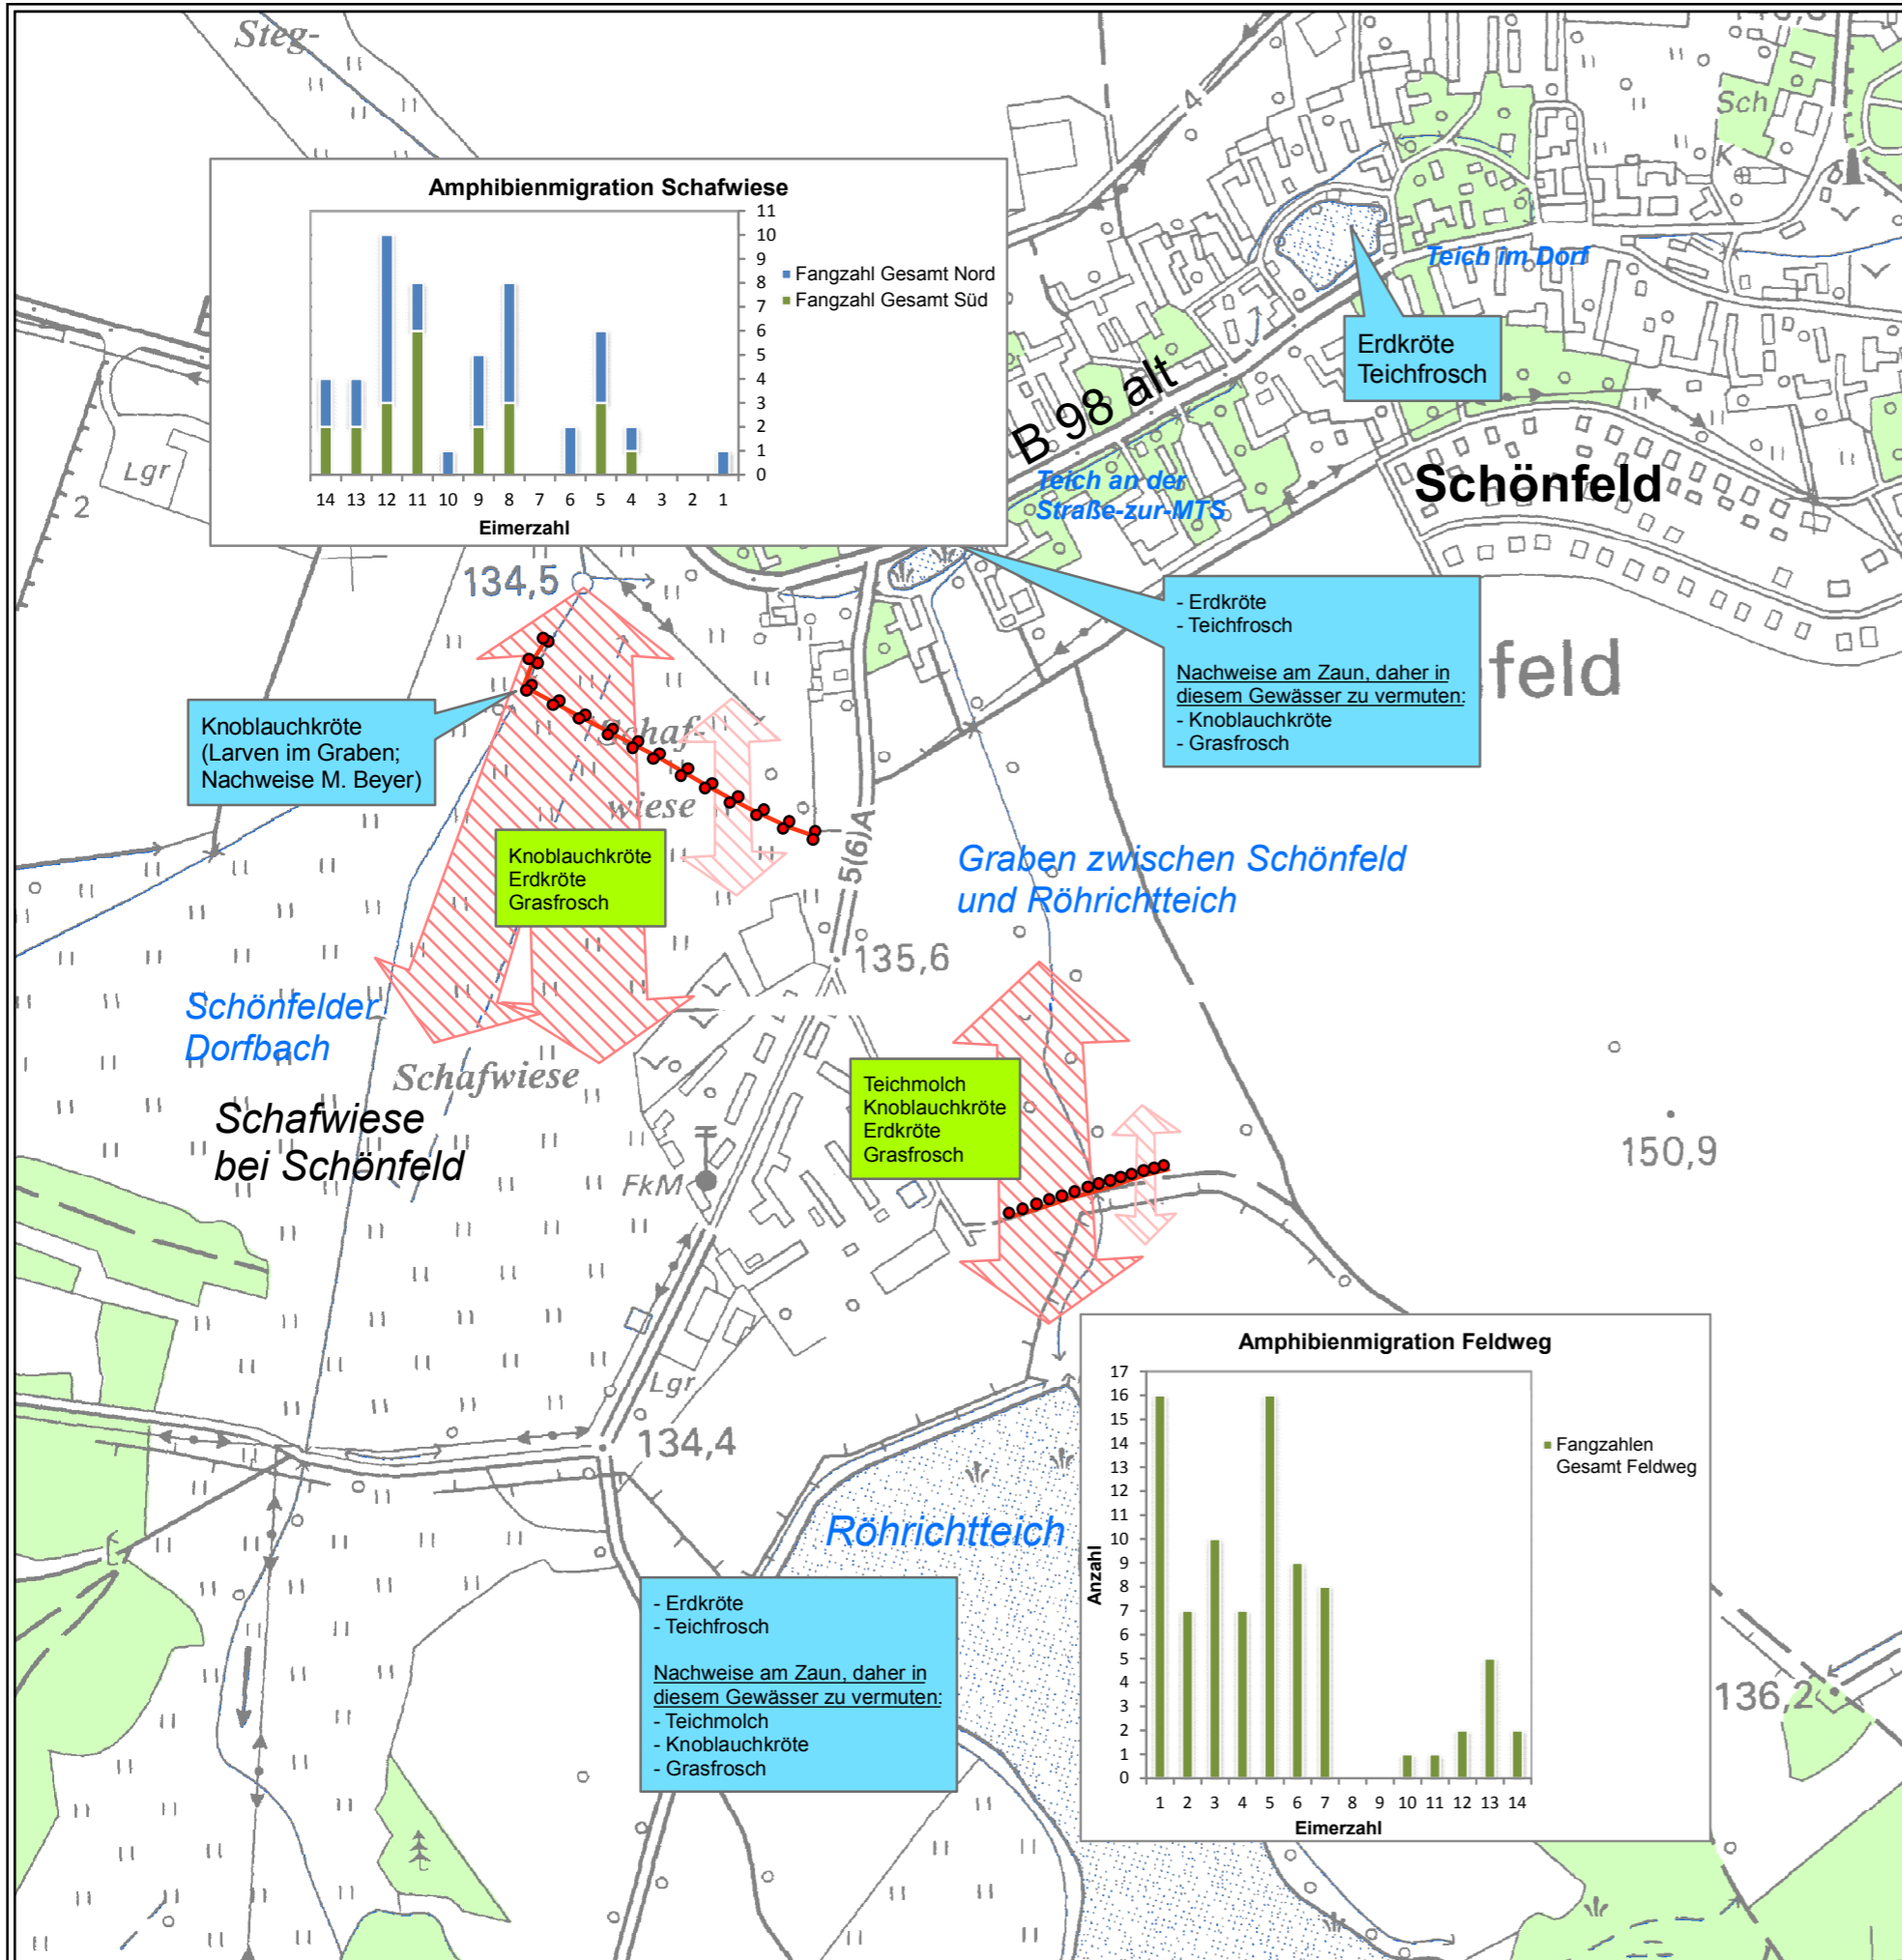 Steg-
Sch
K
4
Amphibienmigration Schafwiese
11
10
9
8
7
6
5
4
3
2
1
0
Fangzahl Gesamt Nord
Fangzahl Gesamt Süd
14 13 12 11 10 9 8 7 6 5 4 3 2 1
Eimerzahl
Teich im Dorf
Erdkröte
Teichfrosch
B 98 alt
Lgr
2
Teich an der
Straße-zur-MTS
Schönfeld
134,5
- Erdkröte
- Teichfrosch
Nachweise am Zaun, daher in
diesem Gewässer zu vermuten:
- Knoblauchkröte
- Grasfrosch
feld
Knoblauchkröte
(Larven im Graben;
Nachweise M. Beyer)
Schaf-
wiese
Knoblauchkröte
Erdkröte
Grasfrosch
5(6)A
Graben zwischen Schönfeld
und Röhrichtteich
135,6
Schönfelder
Dorfbach
Schafwiese
Schafwiese
bei Schönfeld
Teichmolch
Knoblauchkröte
Erdkröte
Grasfrosch
150,9
FkM
Lgr
134,4
Amphibienmigration Feldweg
17
16
15
14
13
12
11
10
9
8
7
6
5
4
3
2
1
0
Anzahl
Fangzahlen
Gesamt Feldweg
1 2 3 4 5 6 7 8 9 10 11 12 13 14
Eimerzahl
Röhrichtteich
- Erdkröte
- Teichfrosch
Nachweise am Zaun, daher in
diesem Gewässer zu vermuten:
- Teichmolch
- Knoblauchkröte
- Grasfrosch
136,2